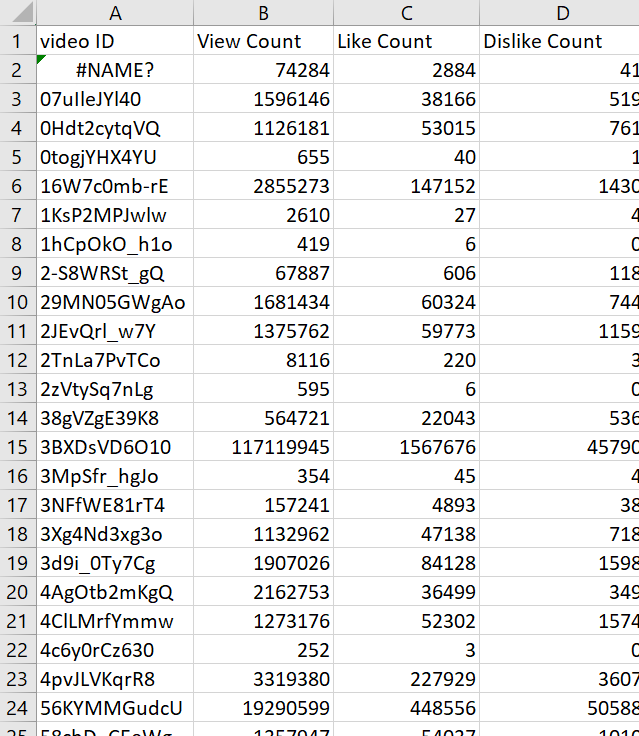 A B C D
1 video ID View Count Like Count Dislike Count
2 #NAME? 74284 2884 41
3 07uIleJYl40 1596146 38166 519
4 0Hdt2cytqVQ 1126181 53015 761
5 0togjYHX4YU 655 40 1
6 16W7c0mb-rE 2855273 147152 1430
7 1KsP2MPJwlw 2610 27 4
8 1hCpOkO_h1o 419 6 0
9 2-S8WRSt_gQ 67887 606 118
10 29MN05GWgAo 1681434 60324 744
11 2JEvQrl_w7Y 1375762 59773 1159
12 2TnLa7PvTCo 8116 220 3
13 2zVtySq7nLg 595 6 0
14 38gVZgE39K8 564721 22043 536
15 3BXDsVD6O10 117119945 1567676 45790
16 3MpSfr_hgJo 354 45 4
17 3NFfWE81rT4 157241 4893 38
18 3Xg4Nd3xg3o 1132962 47138 718
19 3d9i_0Ty7Cg 1907026 84128 1598
20 4AgOtb2mKgQ 2162753 36499 349
21 4ClLMrfYmmw 1273176 52302 1574
22 4c6y0rCz630 252 3 0
23 4pvJLVKqrR8 3319380 227929 3607
24 56KYMMGudcU 19290599 448556 50588